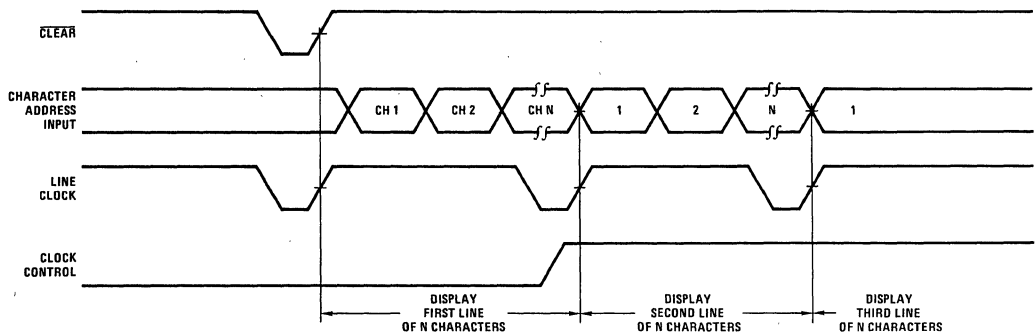 CLEAR
CHARACTER
ADDRESS
INPUT
CH 1 CH 2 CH N 1 2 N 1
LINE
CLOCK
CLOCK
CONTROL
DISPLAY
FIRST LINE
OF N CHARACTERS
DISPLAY
SECOND LINE
OF N CHARACTERS
DISPLAY
THIRD LINE
OF N CHARACTERS